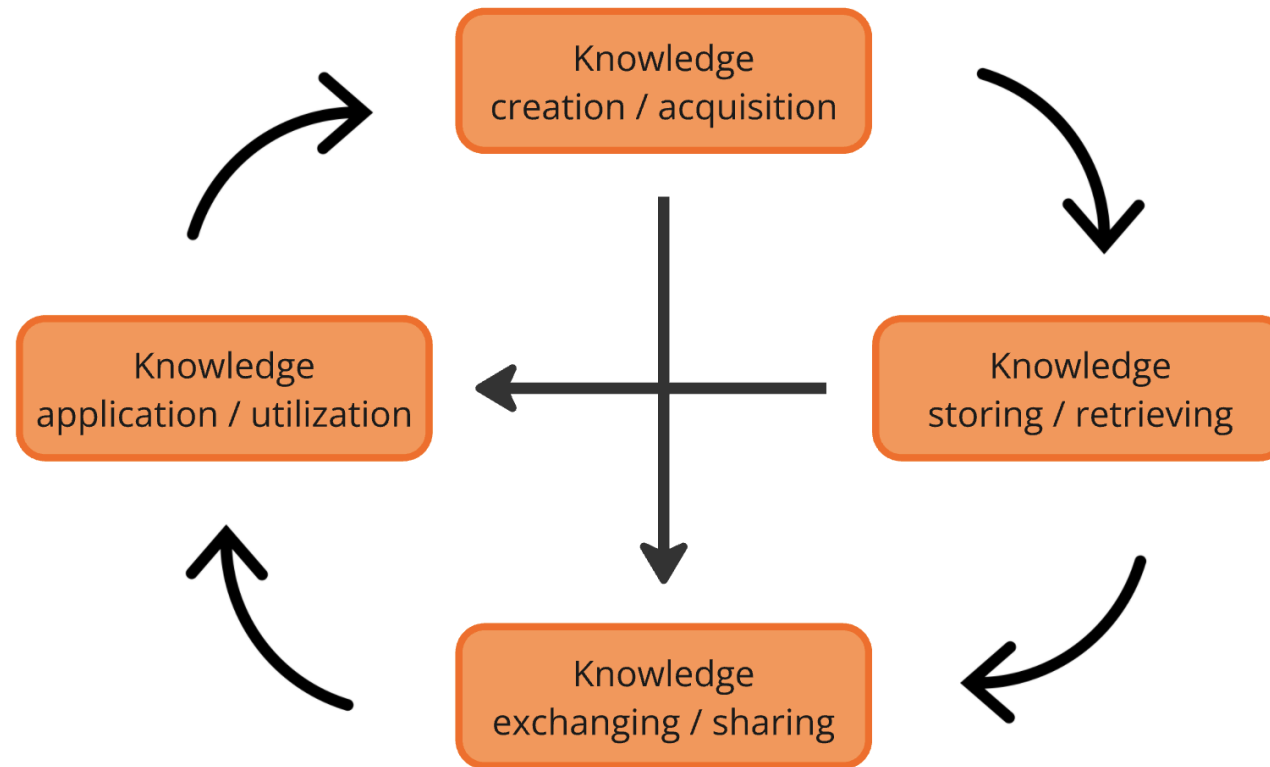 Knowledge
creation / acquisition
Knowledge
application / utilization
Knowledge
storing / retrieving
Knowledge
exchanging / sharing